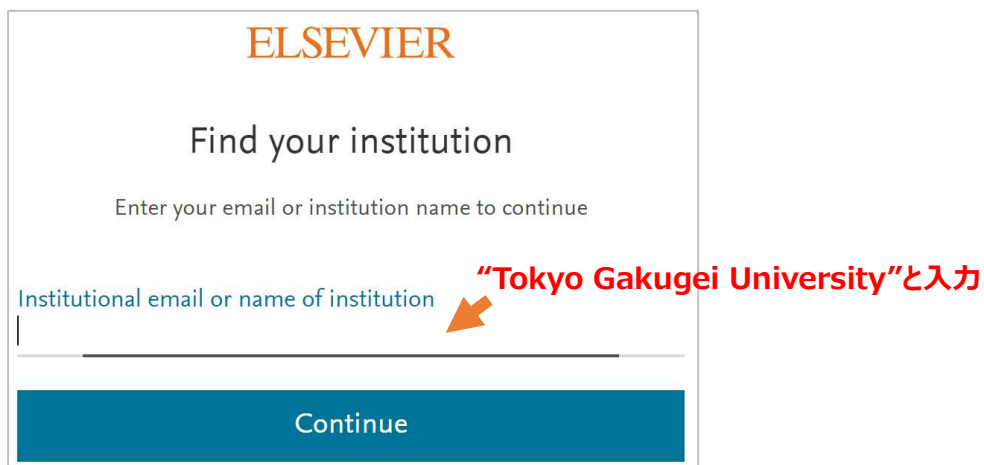 ELSEVIER
Find your institution
Enter your email or institution name to continue
“Tokyo Gakugei University”と入力
Institutional email or name of institution
Continue